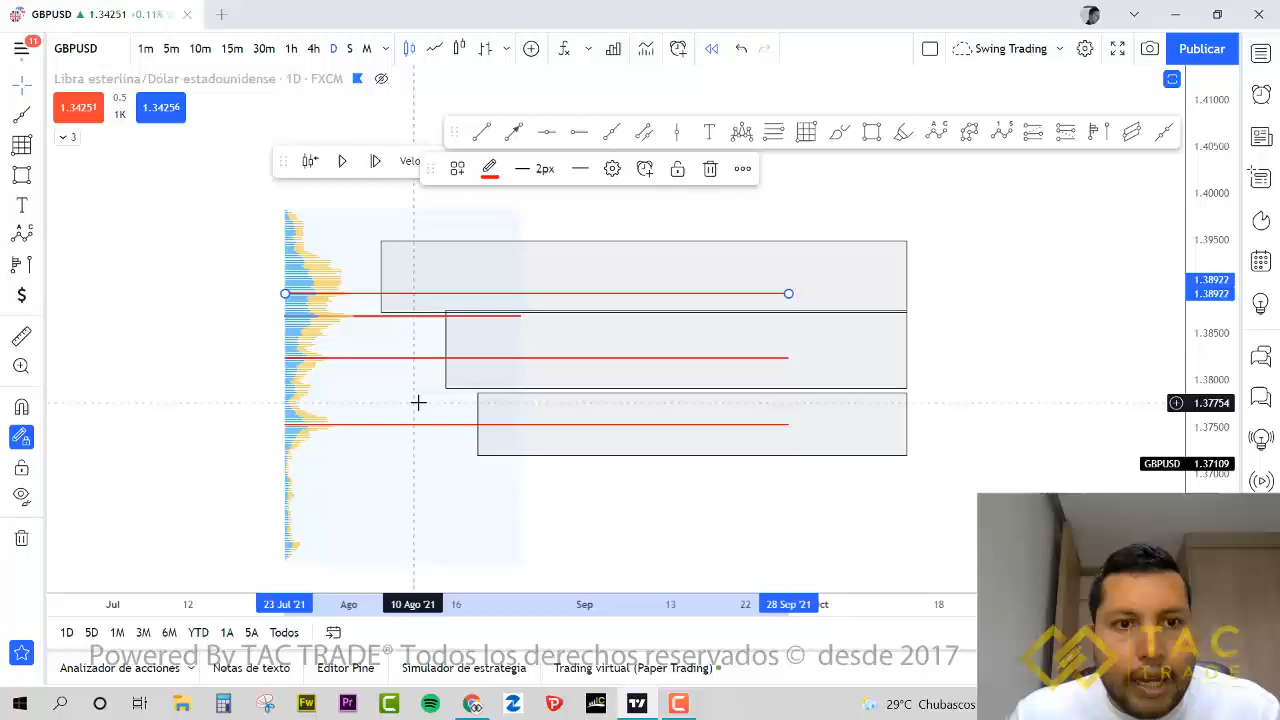 GBPUSD ▲ 1.34251 +0.11%
11
GBPUSD 1m 5m 10m 15m 30m 1h 4h D S M Swing Trading Publicar
Libra esterlina/Dólar estadounidense · 1D · FXCM
1.34251 0.5 1K 1.34256
3
Velo
2px
1.41000
1.40500
1.40000
1.39500
1.38922
1.38922
1.38500
1.38000
1.37754
1.37500
GBPUSD 1.37109
1.37000
Jul 12 23 Jul '21 Ago 10 Ago '21 16 Sep 13 22 28 Sep '21 18
1D 5D 1M 3M 6M YTD 1A 5A Todos
Powered By TAC TRADE® Todos los derechos reservados © desde 2017
Analizador de acciones Notas de texto Editor Pine Simulador de estrategia Trading virtual (Paper Trading)
TAC
TRADE
29°C Chubascos